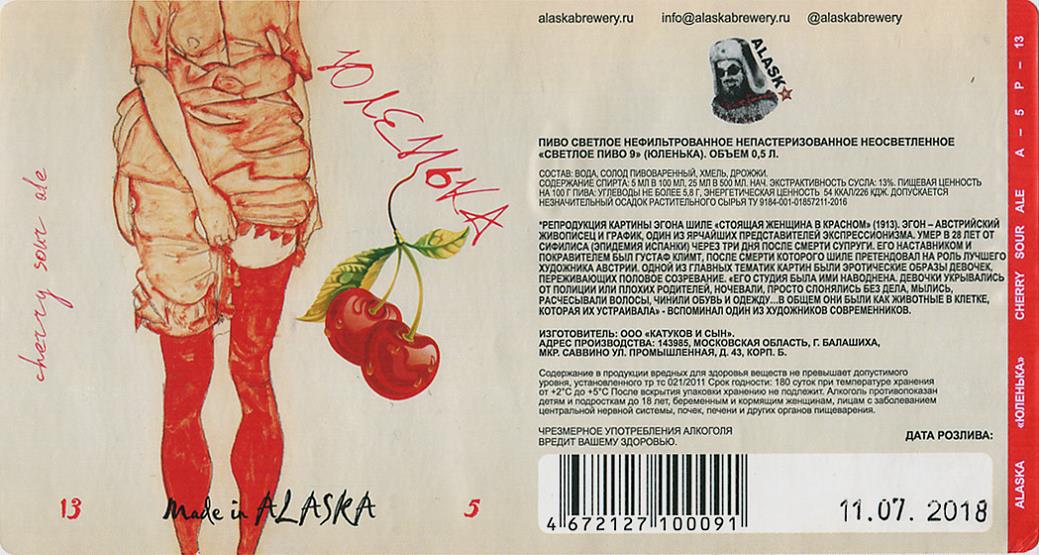 cherry sour ale
ЮЛЕНЬКА
13
Made in ALASKA
5
alaskabrewery.ru info@alaskabrewery.ru @alaskabrewery
ALASK
ПИВО СВЕТЛОЕ НЕФИЛЬТРОВАННОЕ НЕПАСТЕРИЗОВАННОЕ НЕОСВЕТЛЕННОЕ
«СВЕТЛОЕ ПИВО 9» (ЮЛЕНЬКА). ОБЪЕМ 0,5 Л.
СОСТАВ: ВОДА, СОЛОД ПИВОВАРЕННЫЙ, ХМЕЛЬ, ДРОЖЖИ.
СОДЕРЖАНИЕ СПИРТА: 5 МЛ В 100 МЛ, 25 МЛ В 500 МЛ. НАЧ. ЭКСТРАКТИВНОСТЬ СУСЛА: 13%. ПИЩЕВАЯ ЦЕННОСТЬ
НА 100 Г ПИВА: УГЛЕВОДЫ НЕ БОЛЕЕ 5,8 Г, ЭНЕРГЕТИЧЕСКАЯ ЦЕННОСТЬ 54 ККАЛ/226 КДЖ. ДОПУСКАЕТСЯ
НЕЗНАЧИТЕЛЬНЫЙ ОСАДОК РАСТИТЕЛЬНОГО СЫРЬЯ ТУ 9184-001-01857211-2016
*РЕПРОДУКЦИЯ КАРТИНЫ ЭГОНА ШИЛЕ «СТОЯЩАЯ ЖЕНЩИНА В КРАСНОМ» (1913). ЭГОН – АВСТРИЙСКИЙ
ЖИВОПИСЕЦ И ГРАФИК, ОДИН ИЗ ЯРЧАЙШИХ ПРЕДСТАВИТЕЛЕЙ ЭКСПРЕССИОНИЗМА. УМЕР В 28 ЛЕТ ОТ
СИФИЛИСА (ЭПИДЕМИЯ ИСПАНКИ) ЧЕРЕЗ ТРИ ДНЯ ПОСЛЕ СМЕРТИ СУПРУГИ. ЕГО НАСТАВНИКОМ И
ПОКРАВИТЕЛЕМ БЫЛ ГУСТАФ КЛИМТ, ПОСЛЕ СМЕРТИ КОТОРОГО ШИЛЕ ПРЕТЕНДОВАЛ НА РОЛЬ ЛУЧШЕГО
ХУДОЖНИКА АВСТРИИ. ОДНОЙ ИЗ ГЛАВНЫХ ТЕМАТИК КАРТИН БЫЛИ ЭРОТИЧЕСКИЕ ОБРАЗЫ ДЕВОЧЕК,
ПЕРЕЖИВАЮЩИХ ПОЛОВОЕ СОЗРЕВАНИЕ. «ЕГО СТУДИЯ БЫЛА ИМИ НАВОДНЕНА. ДЕВОЧКИ УКРЫВАЛИСЬ
ОТ ПОЛИЦИИ ИЛИ ПЛОХИХ РОДИТЕЛЕЙ, НОЧЕВАЛИ, ПРОСТО СЛОНЯЛИСЬ БЕЗ ДЕЛА, МЫЛИСЬ,
РАСЧЕСЫВАЛИ ВОЛОСЫ, ЧИНИЛИ ОБУВЬ И ОДЕЖДУ...В ОБЩЕМ ОНИ БЫЛИ КАК ЖИВОТНЫЕ В КЛЕТКЕ,
КОТОРАЯ ИХ УСТРАИВАЛА» - ВСПОМИНАЛ ОДИН ИЗ ХУДОЖНИКОВ СОВРЕМЕННИКОВ.
ИЗГОТОВИТЕЛЬ: ООО «КАТУКОВ И СЫН».
АДРЕС ПРОИЗВОДСТВА: 143985, МОСКОВСКАЯ ОБЛАСТЬ, Г. БАЛАШИХА,
МКР. САВВИНО УЛ. ПРОМЫШЛЕННАЯ, Д. 43, КОРП. Б.
Содержание в продукции вредных для здоровья веществ не превышает допустимого
уровня, установленного тр то 021/2011 Срок годности: 180 суток при температуре хранения
от +2°С до +5°С После вскрытия упаковки хранению не подлежит. Алкоголь противопоказан
детям и подросткам до 18 лет, беременным и кормящим женщинам, лицам с заболеванием
центральной нервной системы, почек, печени и других органов пищеварения.
ЧРЕЗМЕРНОЕ УПОТРЕБЛЕНИЯ АЛКОГОЛЯ
ВРЕДИТ ВАШЕМУ ЗДОРОВЬЮ.
ДАТА РОЗЛИВА:
4 672127 100091
11.07. 2018
ALASKA «ЮЛЕНЬКА» CHERRY SOUR ALE A – 5 P – 13